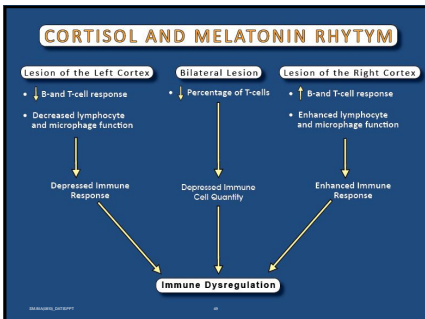 CORTISOL AND MELATONIN RHYTYM
Lesion of the Left Cortex
• ↓ B-and T-cell response
• Decreased lymphocyte
and microphage function
Depressed Immune
Response
Bilateral Lesion
• ↓ Percentage of T-cells
Depressed Immune
Cell Quantity
Lesion of the Right Cortex
• ↑ B-and T-cell response
• Enhanced lymphocyte
and microphage function
Enhanced Immune
Response
Immune Dysregulation